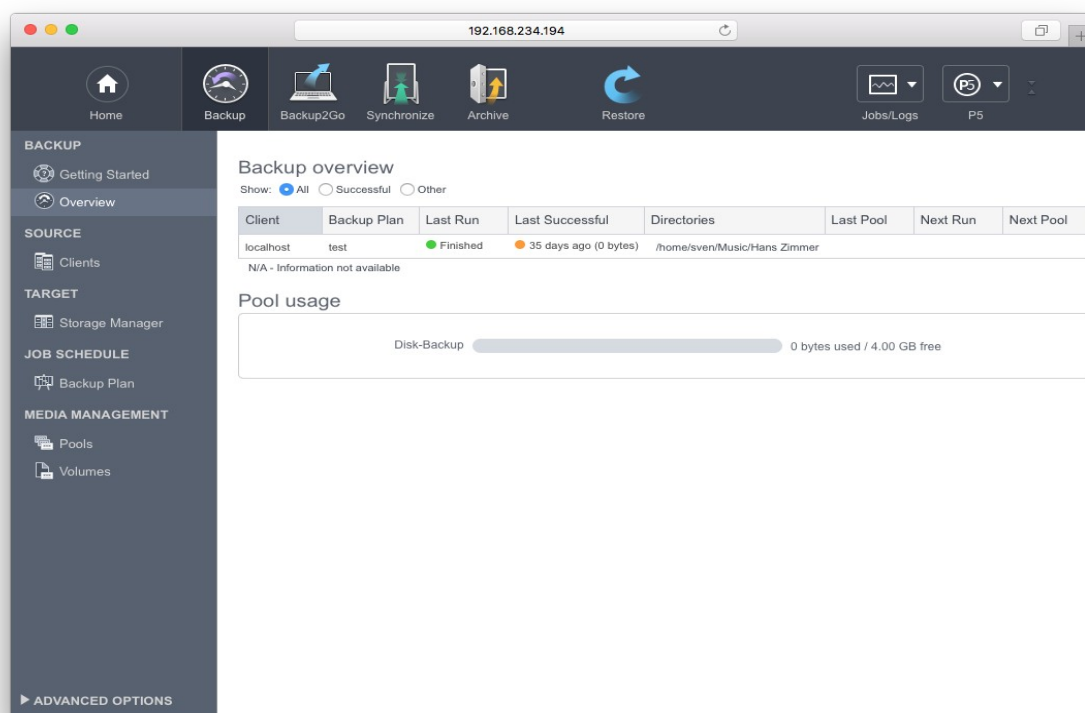 192.168.234.194
Home
Backup
Backup2Go
Synchronize
Archive
Restore
Jobs/Logs
P5
P5
BACKUP
Getting Started
Overview
SOURCE
Clients
TARGET
Storage Manager
JOB SCHEDULE
Backup Plan
MEDIA MANAGEMENT
Pools
Volumes
ADVANCED OPTIONS
Backup overview
Show: All Successful Other
Client Backup Plan Last Run Last Successful Directories Last Pool Next Run Next Pool
localhost test Finished 35 days ago (0 bytes) /home/sven/Music/Hans Zimmer
N/A - Information not available
Pool usage
Disk-Backup 0 bytes used / 4.00 GB free